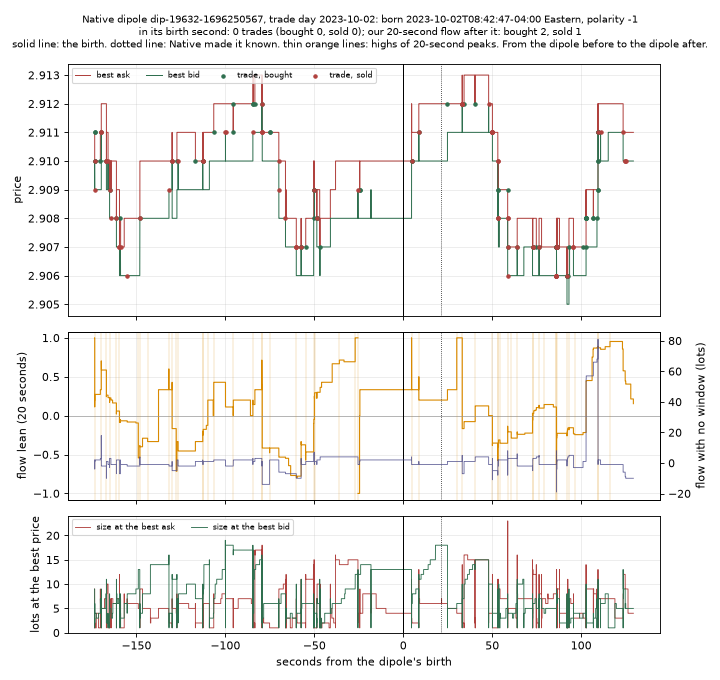 Native dipole dip-19632-1696250567, trade day 2023-10-02: born 2023-10-02T08:42:47-04:00 Eastern, polarity -1
in its birth second: 0 trades (bought 0, sold 0); our 20-second flow after it: bought 2, sold 1
solid line: the birth. dotted line: Native made it known. thin orange lines: highs of 20-second peaks. From the dipole before to the dipole after.
best ask best bid trade, bought trade, sold
price
2.913
2.912
2.911
2.910
2.909
2.908
2.907
2.906
2.905
flow lean (20 seconds)
1.0
0.5
0.0
−0.5
−1.0
80
60
40
20
0
−20
flow with no window (lots)
size at the best ask size at the best bid
lots at the best price
20
15
10
5
0
−150 −100 −50 0 50 100
seconds from the dipole's birth